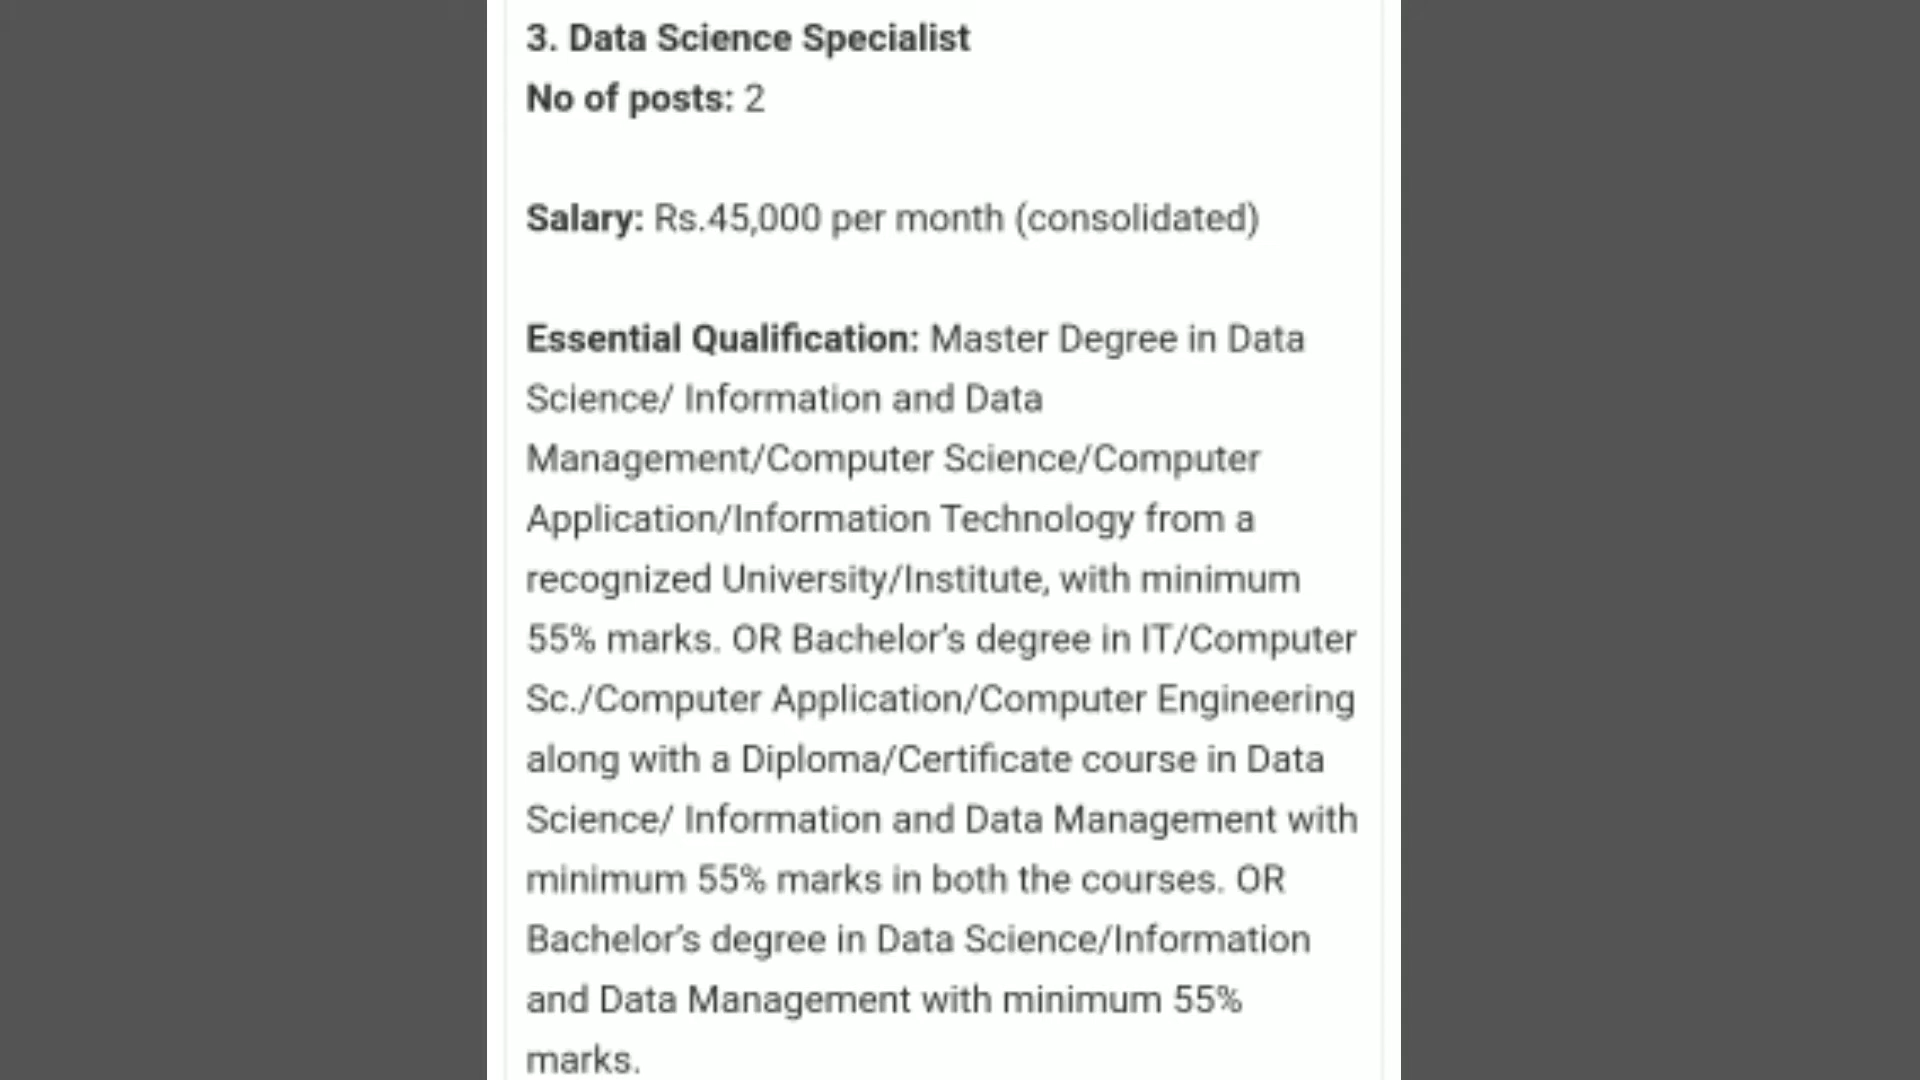 3. Data Science Specialist
No of posts: 2
Salary: Rs.45,000 per month (consolidated)
Essential Qualification: Master Degree in Data
Science/ Information and Data
Management/Computer Science/Computer
Application/Information Technology from a
recognized University/Institute, with minimum
55% marks. OR Bachelor’s degree in IT/Computer
Sc./Computer Application/Computer Engineering
along with a Diploma/Certificate course in Data
Science/ Information and Data Management with
minimum 55% marks in both the courses. OR
Bachelor’s degree in Data Science/Information
and Data Management with minimum 55%
marks.